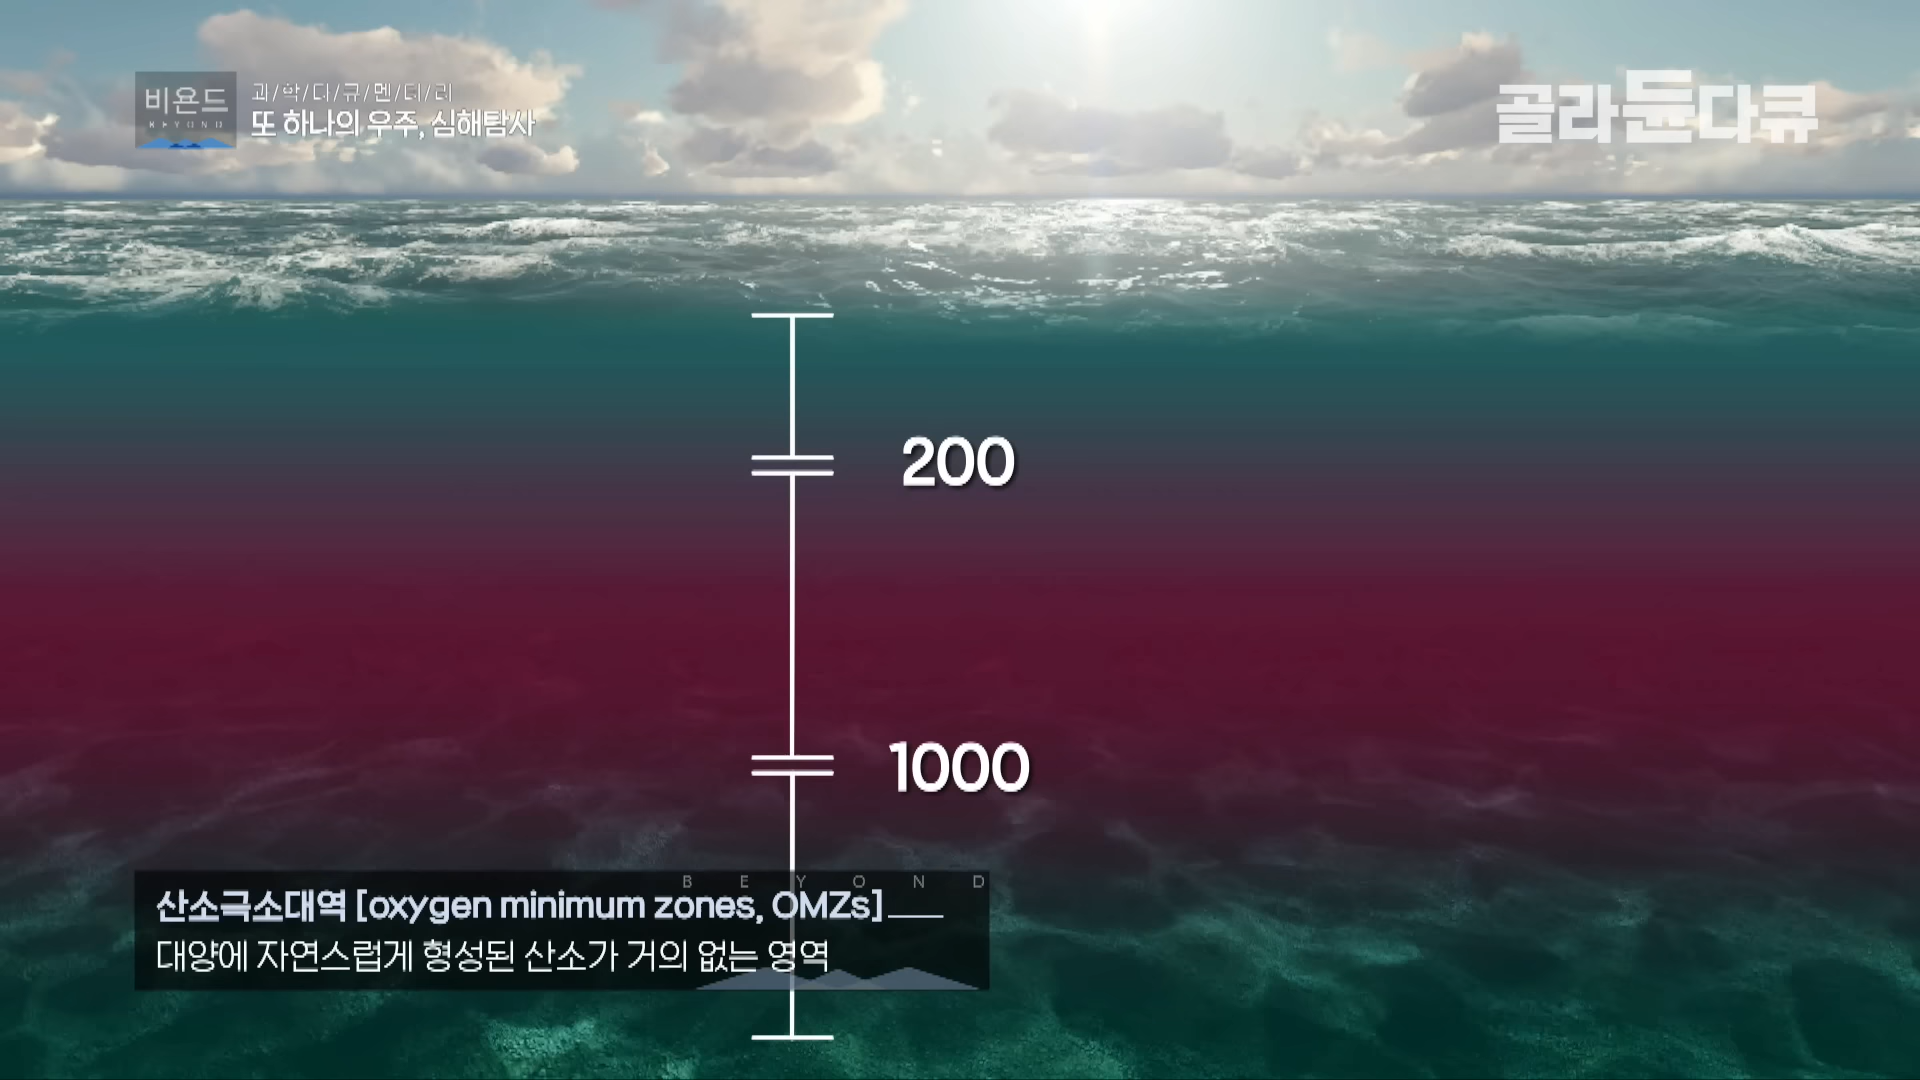 비욘드
BEYOND
과/학/다/큐/멘/터/리
또 하나의 우주, 심해탐사
골라둔다큐
200
1000
BEYOND
산소극소대역 [oxygen minimum zones, OMZs]
대양에 자연스럽게 형성된 산소가 거의 없는 영역